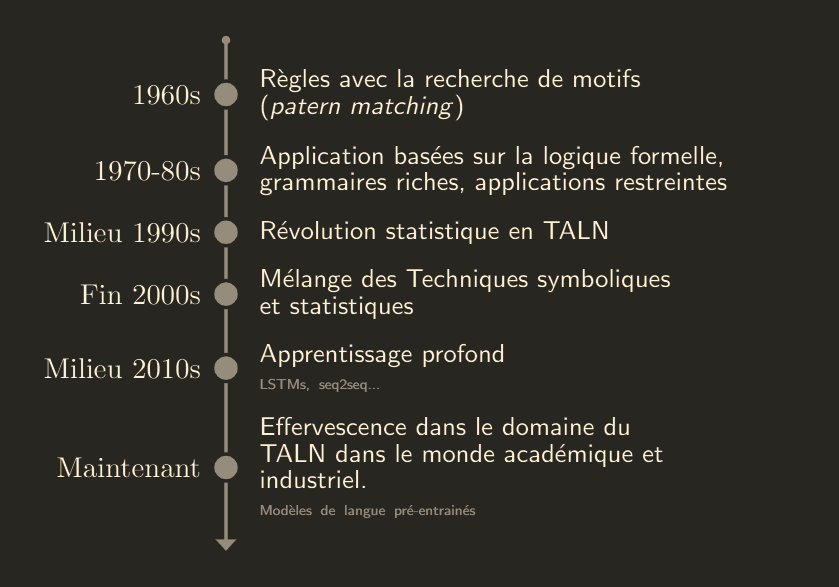 1960s
Règles avec la recherche de motifs
(patern matching)
1970-80s
Application basées sur la logique formelle,
grammaires riches, applications restreintes
Milieu 1990s
Révolution statistique en TALN
Fin 2000s
Mélange des Techniques symboliques
et statistiques
Milieu 2010s
Apprentissage profond
LSTMs, seq2seq...
Maintenant
Effervescence dans le domaine du
TALN dans le monde académique et
industriel.
Modèles de langue pré-entrainés